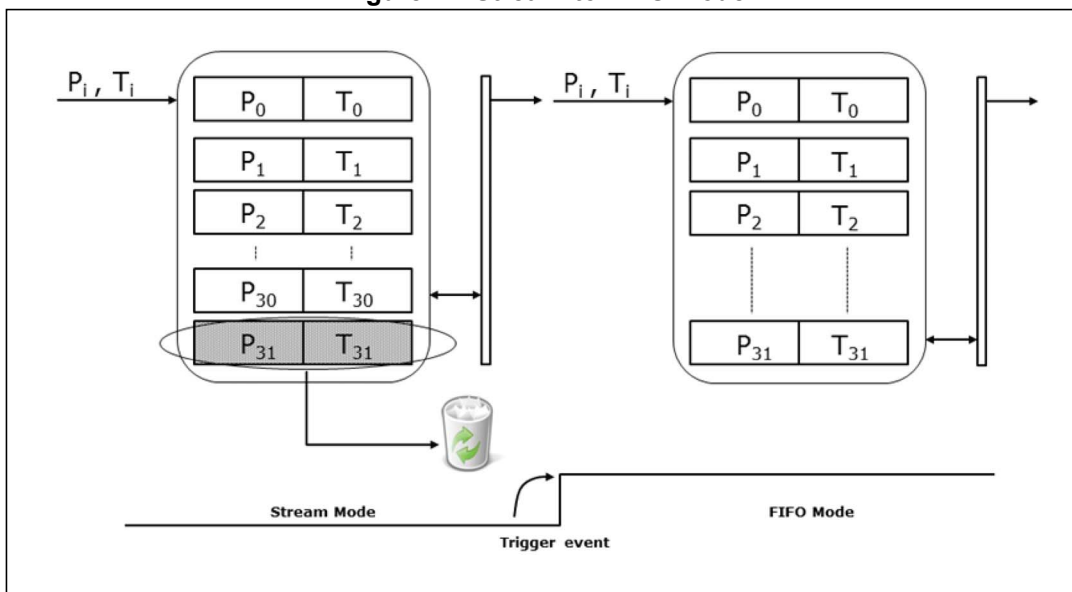 P₀ T₀ P₀ T₀
Pᵢ , Tᵢ Pᵢ , Tᵢ
P₁ T₁ P₁ T₁
P₂ T₂ P₂ T₂
P₃₀ T₃₀
P₃₁ T₃₁ P₃₁ T₃₁
Stream Mode FIFO Mode
Trigger event